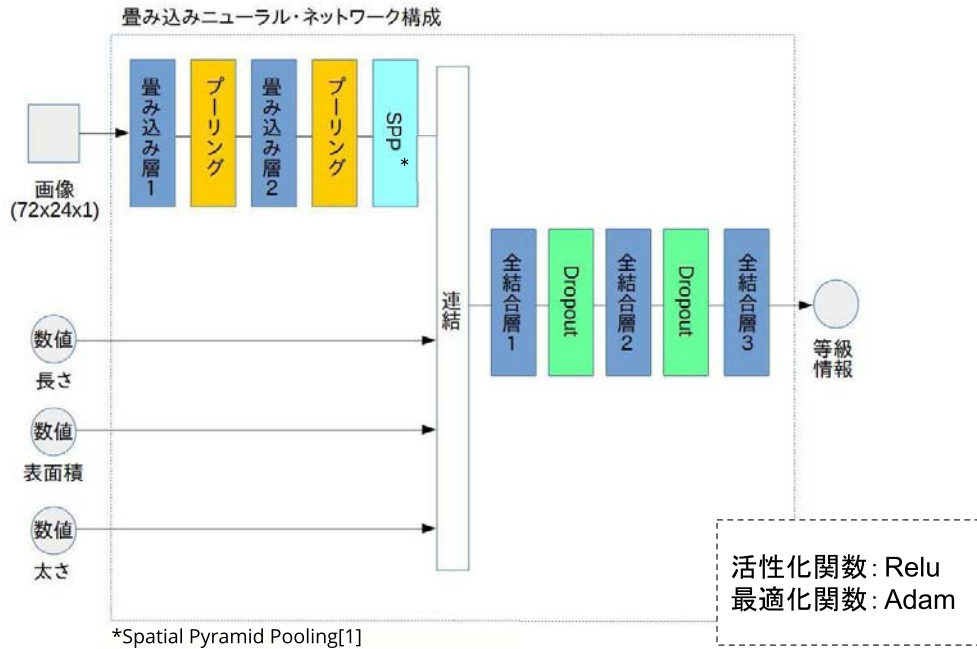 畳み込みニューラル・ネットワーク構成
畳み込み層1
プーリング
畳み込み層2
プーリング
SPP*
画像
(72x24x1)
数値
長さ
数値
表面積
数値
太さ
連結
全結合層1
Dropout
全結合層2
Dropout
全結合層3
等級
情報
活性化関数：Relu
最適化関数：Adam
*Spatial Pyramid Pooling[1]